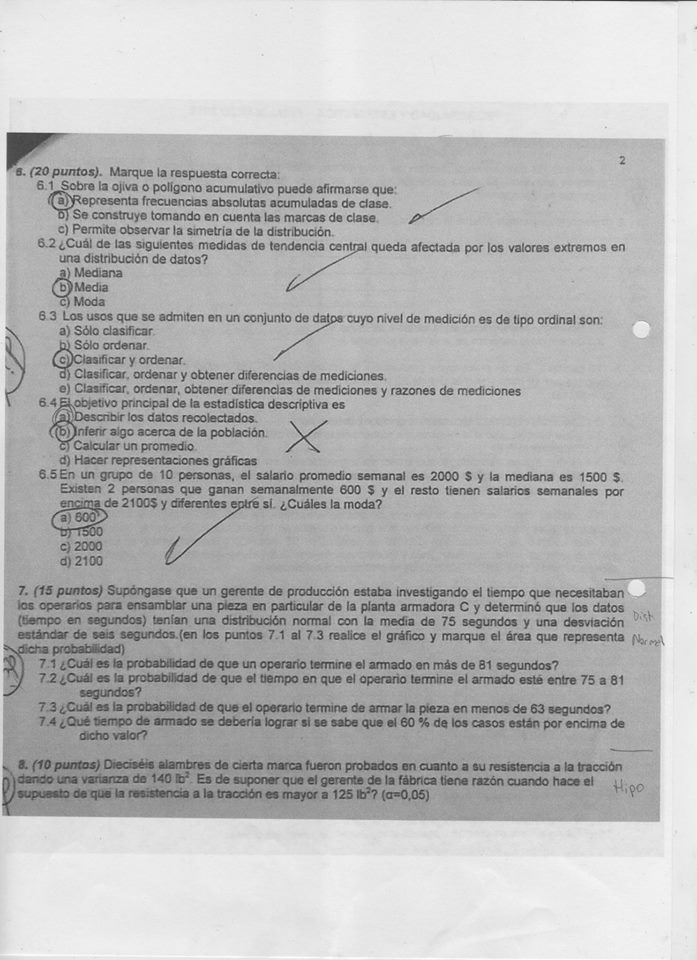 2
6. (20 puntos). Marque la respuesta correcta:
6.1 Sobre la ojiva o polígono acumulativo puede afirmarse que:
a) Representa frecuencias absolutas acumuladas de clase.
b) Se construye tomando en cuenta las marcas de clase.
c) Permite observar la simetría de la distribución.
6.2 ¿Cuál de las siguientes medidas de tendencia central queda afectada por los valores extremos en
una distribución de datos?
a) Mediana
b) Media
c) Moda
6.3 Los usos que se admiten en un conjunto de datos cuyo nivel de medición es de tipo ordinal son:
a) Sólo clasificar.
b) Sólo ordenar.
c) Clasificar y ordenar.
d) Clasificar, ordenar y obtener diferencias de mediciones.
e) Clasificar, ordenar, obtener diferencias de mediciones y razones de mediciones
6.4 El objetivo principal de la estadística descriptiva es
a) Describir los datos recolectados.
b) Inferir algo acerca de la población.
c) Calcular un promedio.
d) Hacer representaciones gráficas
6.5 En un grupo de 10 personas, el salario promedio semanal es 2000 $ y la mediana es 1500 $.
Existen 2 personas que ganan semanalmente 600 $ y el resto tienen salarios semanales por
encima de 2100$ y diferentes entre sí. ¿Cuáles la moda?
a) 600
b) 1500
c) 2000
d) 2100
7. (15 puntos) Supóngase que un gerente de producción estaba investigando el tiempo que necesitaban
los operarios para ensamblar una pieza en particular de la planta armadora C y determinó que los datos
(tiempo en segundos) tenían una distribución normal con la media de 75 segundos y una desviación Dist.
estándar de seis segundos.(en los puntos 7.1 al 7.3 realice el gráfico y marque el área que representa Normal
dicha probabilidad)
7.1 ¿Cuál es la probabilidad de que un operario termine el armado en más de 81 segundos?
7.2 ¿Cuál es la probabilidad de que el tiempo en que el operario termine el armado esté entre 75 a 81
segundos?
7.3 ¿Cuál es la probabilidad de que el operario termine de armar la pieza en menos de 63 segundos?
7.4 ¿Qué tiempo de armado se debería lograr si se sabe que el 60 % de los casos están por encima de
dicho valor?
8. (10 puntos) Dieciséis alambres de cierta marca fueron probados en cuanto a su resistencia a la tracción
dando una varianza de 140 lb². Es de suponer que el gerente de la fábrica tiene razón cuando hace el
supuesto de que la resistencia a la tracción es mayor a 125 lb²? (α=0,05) Hipo